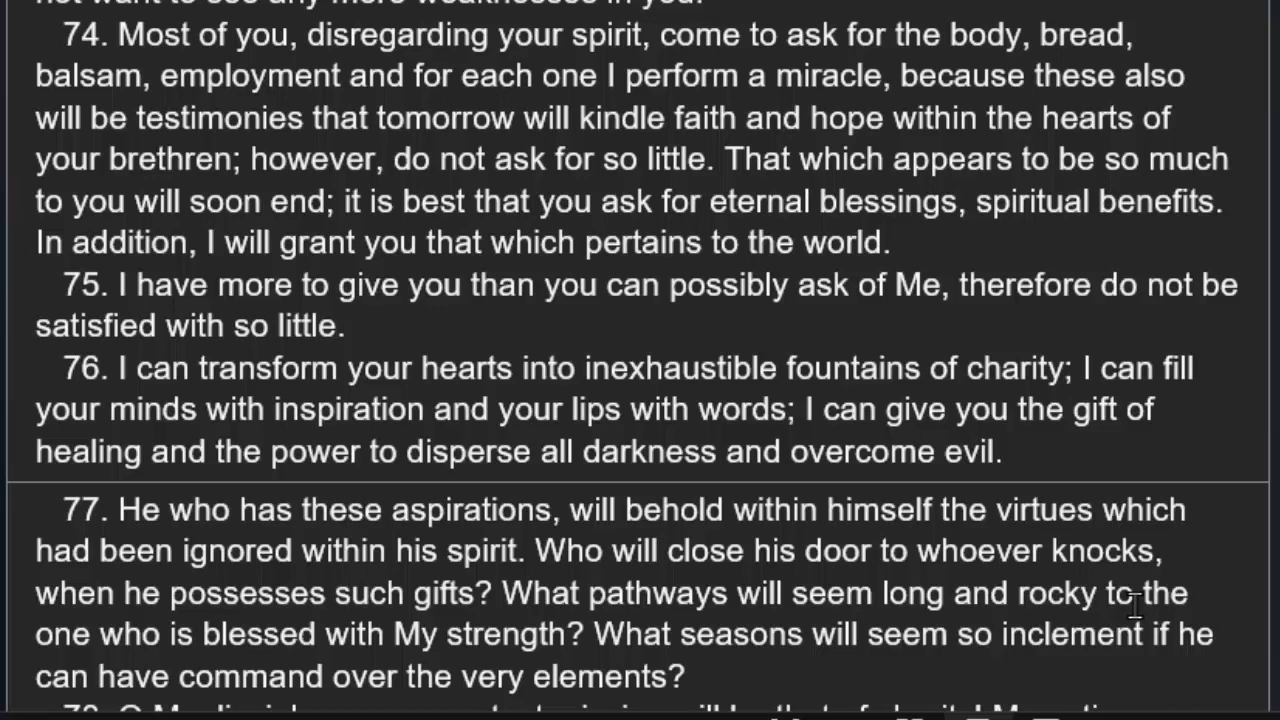 not want to see any more weaknesses in you.
74. Most of you, disregarding your spirit, come to ask for the body, bread,
balsam, employment and for each one I perform a miracle, because these also
will be testimonies that tomorrow will kindle faith and hope within the hearts of
your brethren; however, do not ask for so little. That which appears to be so much
to you will soon end; it is best that you ask for eternal blessings, spiritual benefits.
In addition, I will grant you that which pertains to the world.
75. I have more to give you than you can possibly ask of Me, therefore do not be
satisfied with so little.
76. I can transform your hearts into inexhaustible fountains of charity; I can fill
your minds with inspiration and your lips with words; I can give you the gift of
healing and the power to disperse all darkness and overcome evil.
77. He who has these aspirations, will behold within himself the virtues which
had been ignored within his spirit. Who will close his door to whoever knocks,
when he possesses such gifts? What pathways will seem long and rocky to the
one who is blessed with My strength? What seasons will seem so inclement if he
can have command over the very elements?